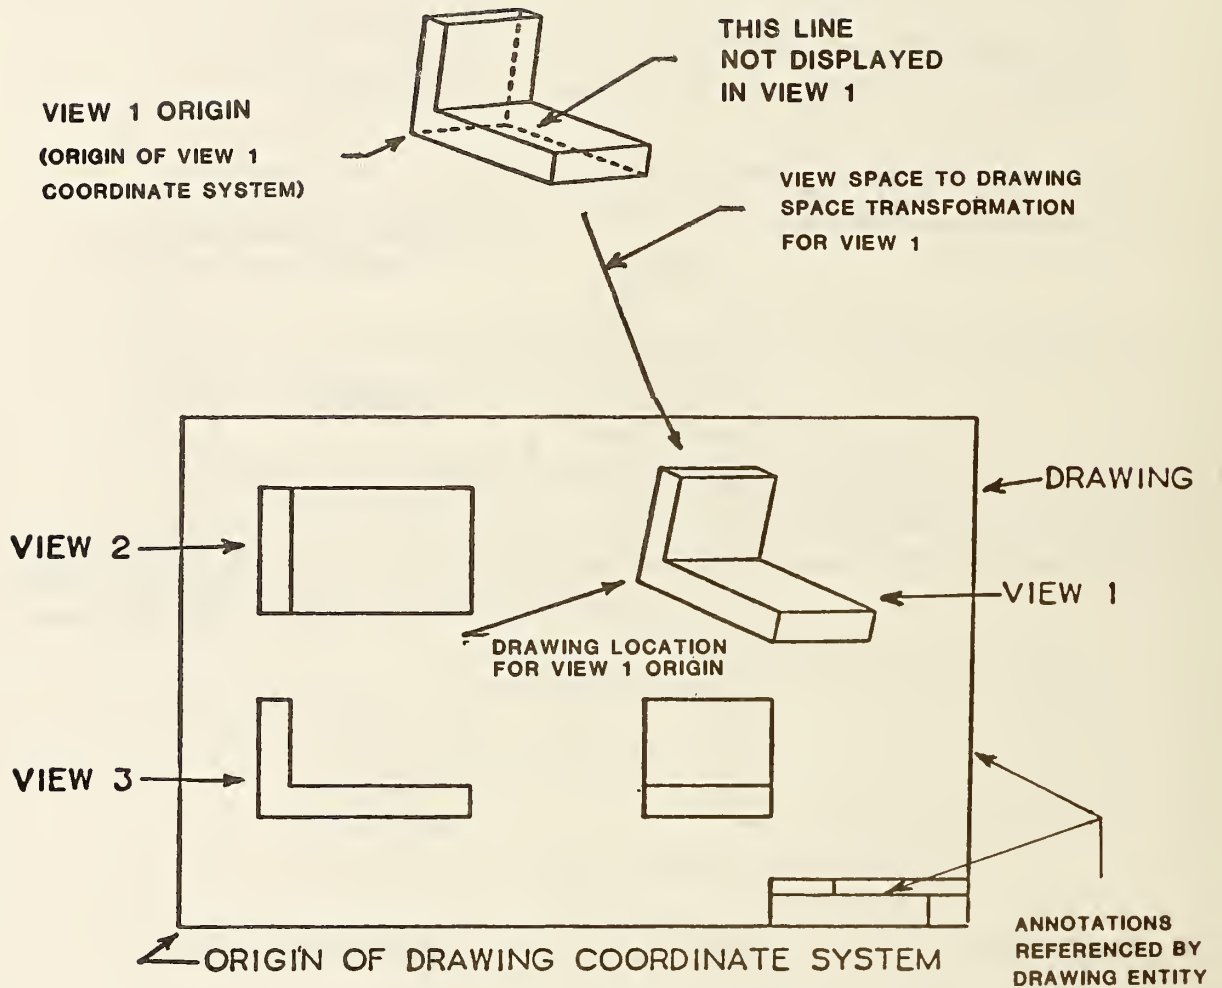 THIS LINE
NOT DISPLAYED
IN VIEW 1
VIEW 1 ORIGIN
(ORIGIN OF VIEW 1
COORDINATE SYSTEM)
VIEW SPACE TO DRAWING
SPACE TRANSFORMATION
FOR VIEW 1
DRAWING
VIEW 2
VIEW 1
DRAWING LOCATION
FOR VIEW 1 ORIGIN
VIEW 3
ANNOTATIONS
REFERENCED BY
DRAWING ENTITY
ORIGIN OF DRAWING COORDINATE SYSTEM